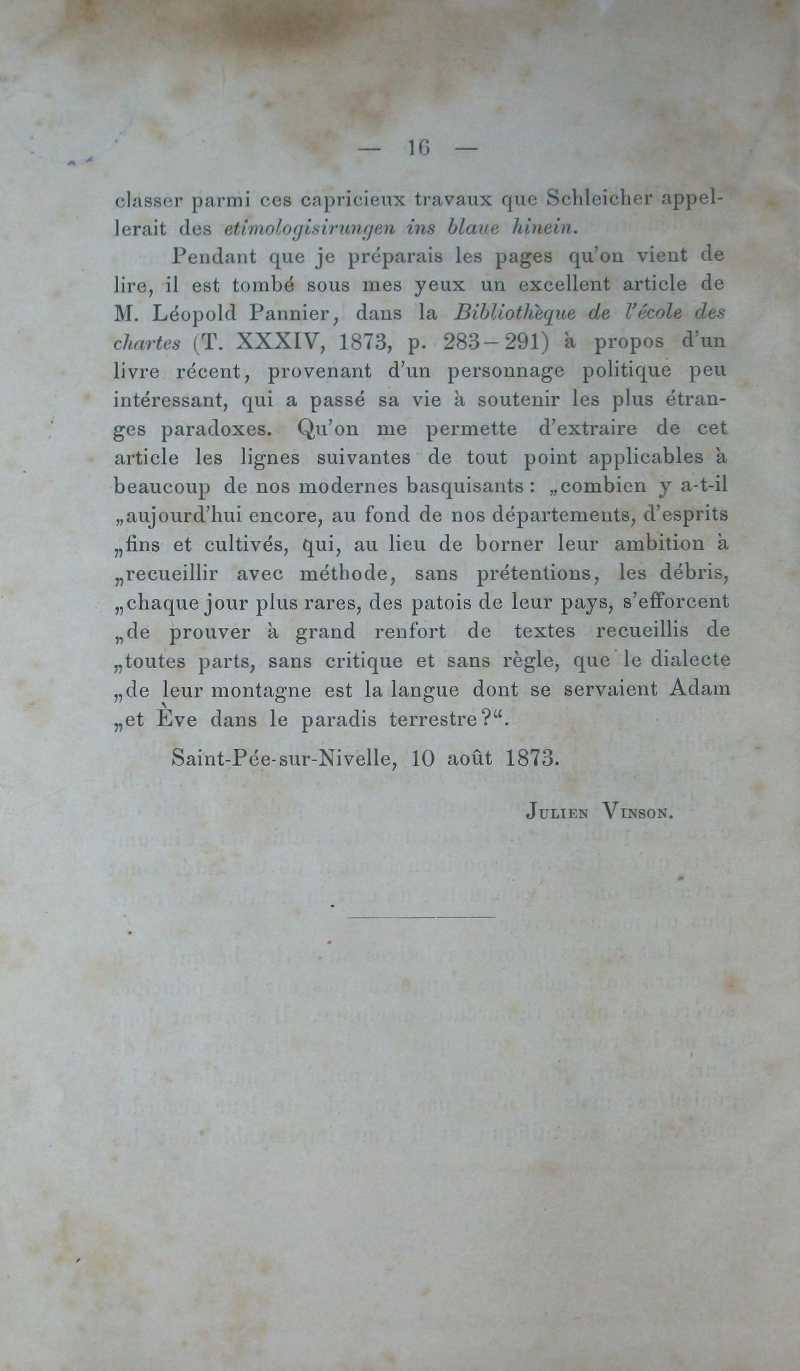 — 16 —
classer parmi ces capricieux travaux que Schleicher appel-
lerait des etimologisirungen ins blaue hinein.
Pendant que je préparais les pages qu'on vient de
lire, il est tombé sous mes yeux un excellent article de
M. Léopold Pannier, dans la Bibliothèque de l'école des
chartes (T. XXXIV, 1873, p. 283–291) à propos d'un
livre récent, provenant d'un personnage politique peu
intéressant, qui a passé sa vie à soutenir les plus étran-
ges paradoxes. Qu'on me permette d'extraire de cet
article les lignes suivantes de tout point applicables à
beaucoup de nos modernes basquisants: „combien y a-t-il
„aujourd'hui encore, au fond de nos départements, d'esprits
„fins et cultivés, qui, au lieu de borner leur ambition à
„recueillir avec méthode, sans prétentions, les débris,
„chaque jour plus rares, des patois de leur pays, s'efforcent
„de prouver à grand renfort de textes recueillis de
„toutes parts, sans critique et sans règle, que le dialecte
„de leur montagne est la langue dont se servaient Adam
„et Ève dans le paradis terrestre?“.
Saint-Pée-sur-Nivelle, 10 août 1873.
Julien Vinson.